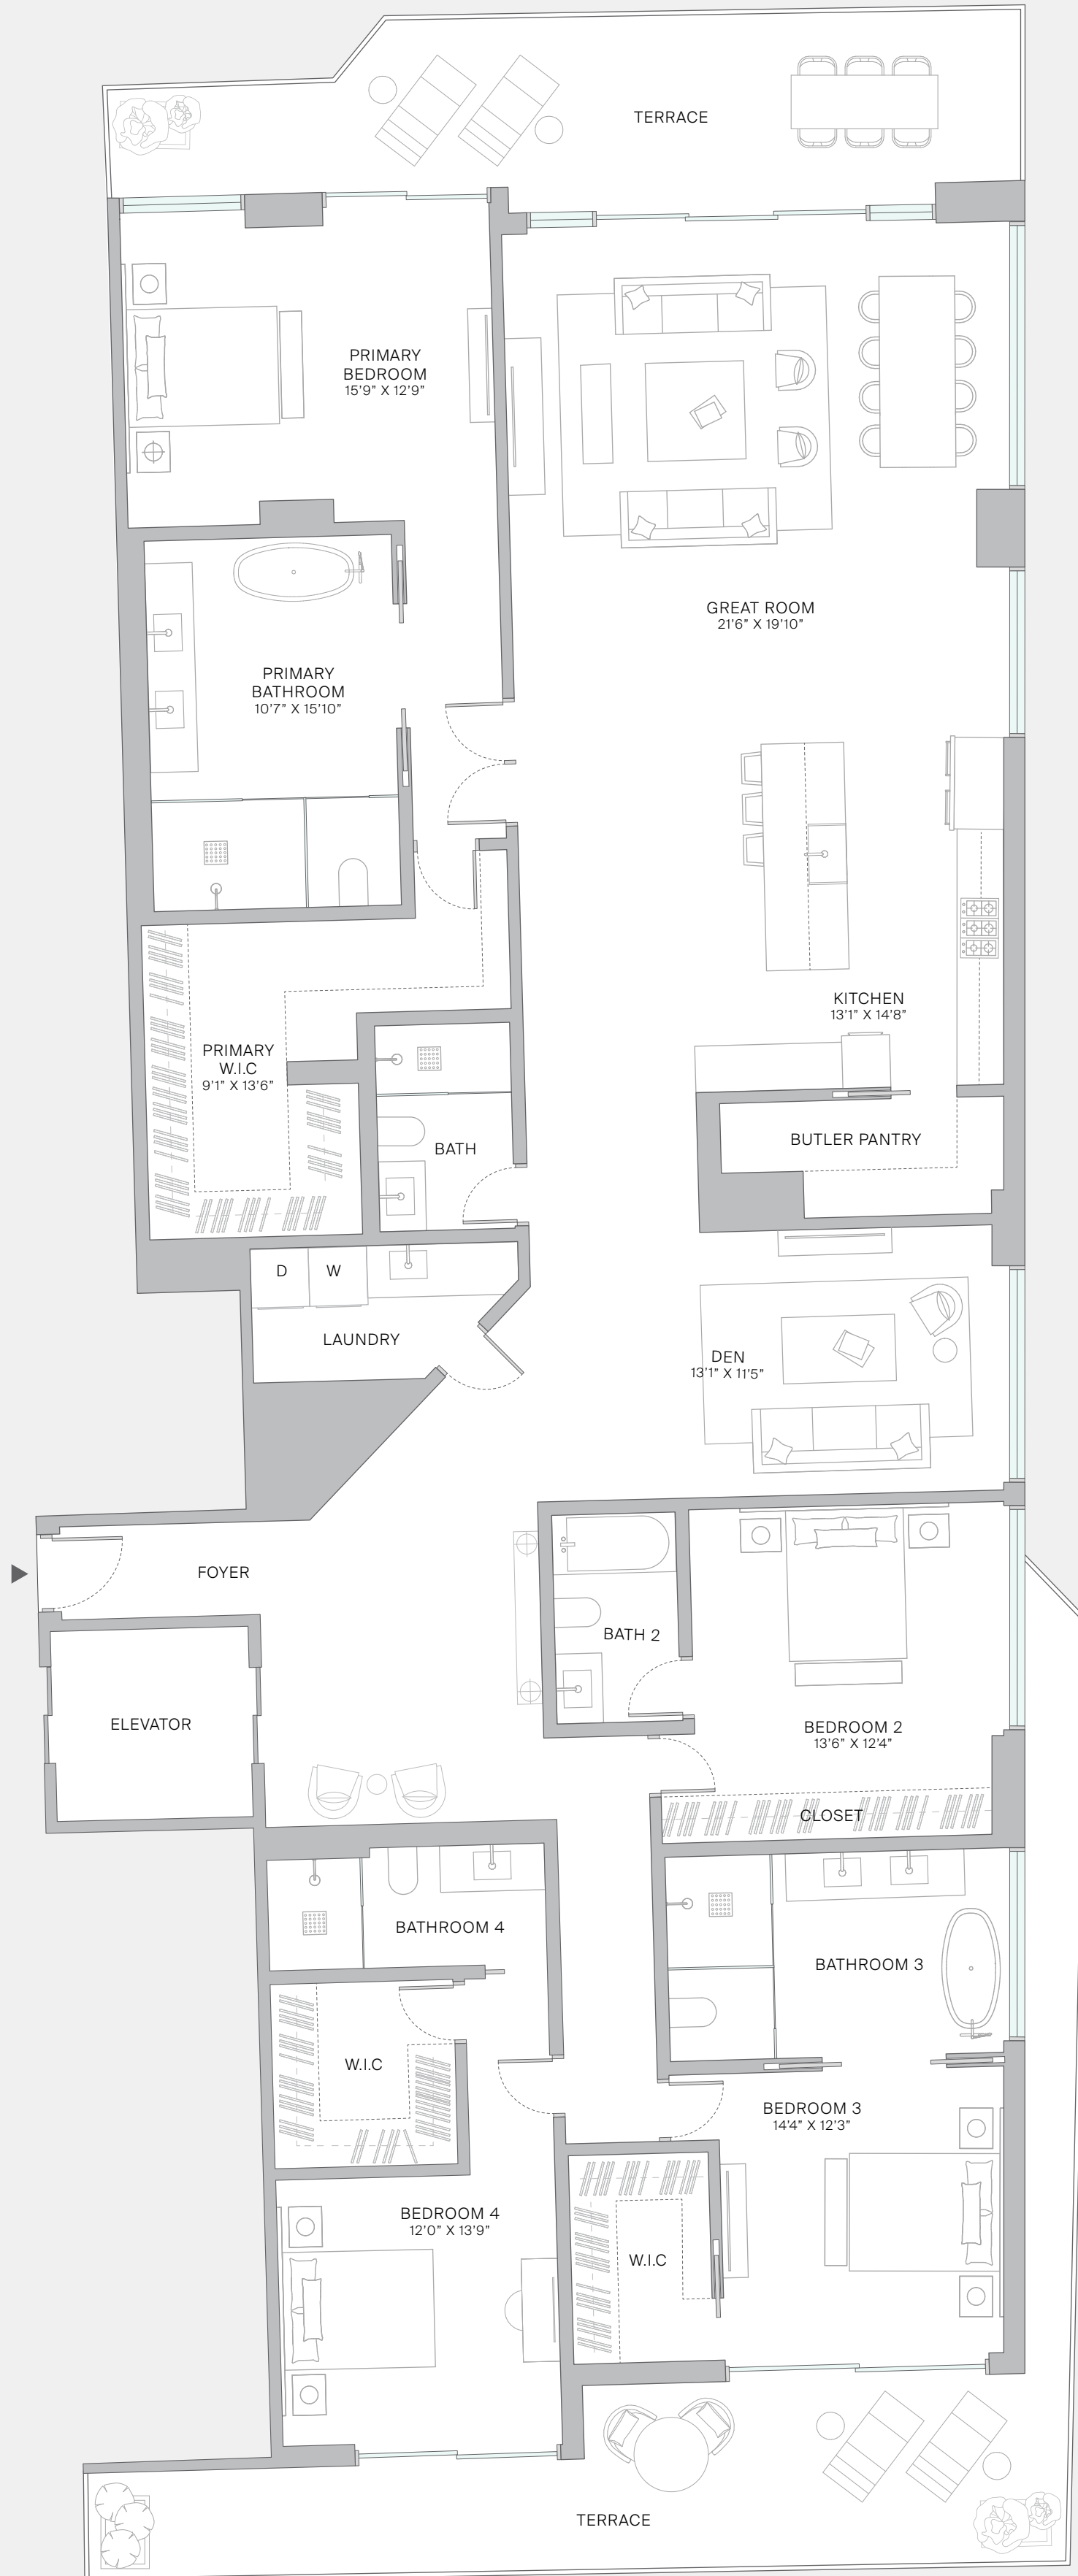 TERRACE
PRIMARY
BEDROOM
15’9” X 12’9”
GREAT ROOM
21’6” X 19’10”
PRIMARY
BATHROOM
10’7” X 15’10”
KITCHEN
13’1” X 14’8”
PRIMARY
W.I.C
9’1” X 13’6”
BUTLER PANTRY
BATH
D
W
LAUNDRY
DEN
13’1” X 11’5”
FOYER
BATH 2
ELEVATOR
BEDROOM 2
13’6” X 12’4”
CLOSET
BATHROOM 4
BATHROOM 3
W.I.C
BEDROOM 3
14’4” X 12’3”
BEDROOM 4
12’0” X 13’9”
W.I.C
TERRACE